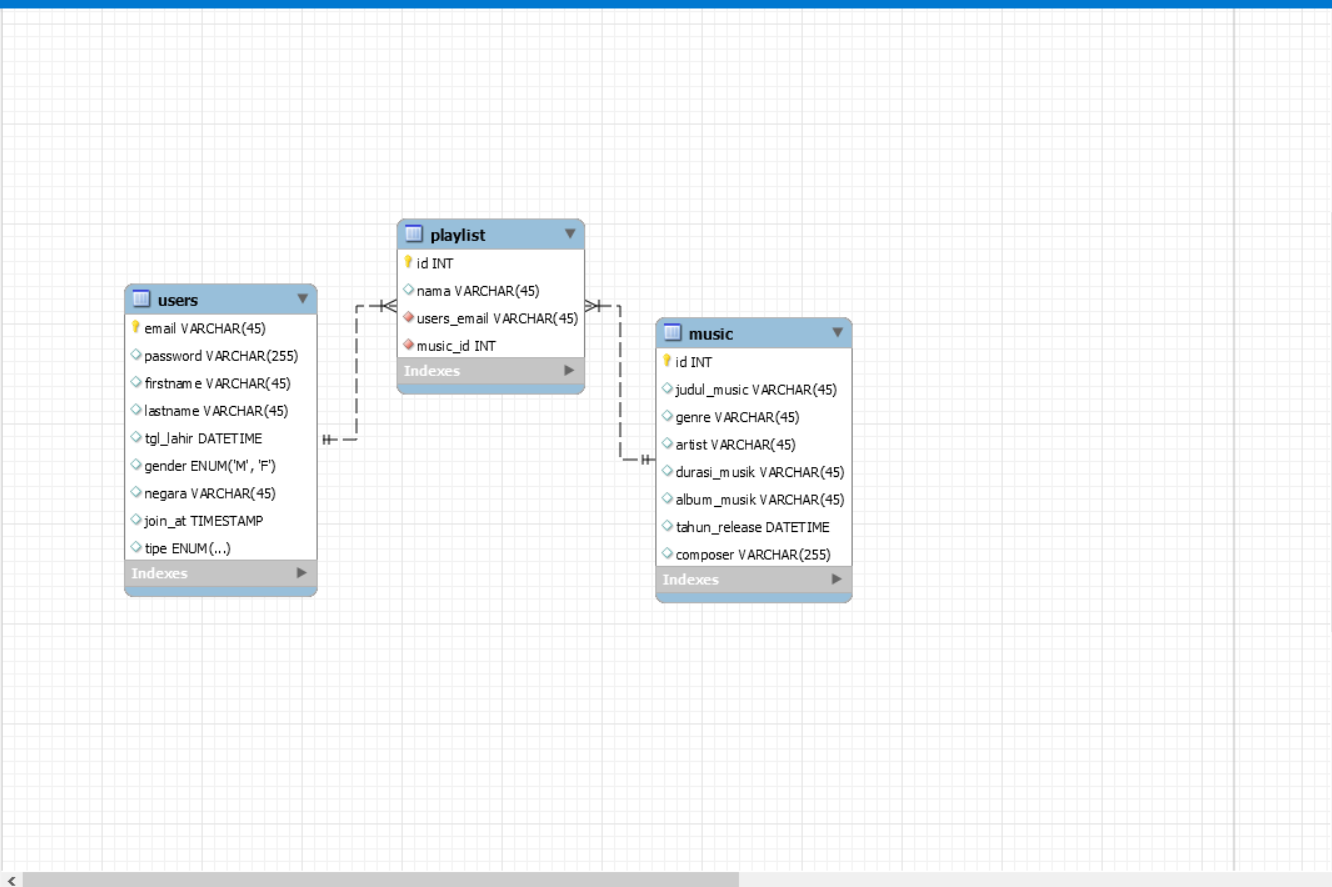 users
email VARCHAR(45)
password VARCHAR(255)
firstname VARCHAR(45)
lastname VARCHAR(45)
tgl_lahir DATETIME
gender ENUM('M', 'F')
negara VARCHAR(45)
join_at TIMESTAMP
tipe ENUM(...)
Indexes
playlist
id INT
nama VARCHAR(45)
users_email VARCHAR(45)
music_id INT
Indexes
music
id INT
judul_music VARCHAR(45)
genre VARCHAR(45)
artist VARCHAR(45)
durasi_musik VARCHAR(45)
album_musik VARCHAR(45)
tahun_release DATETIME
composer VARCHAR(255)
Indexes